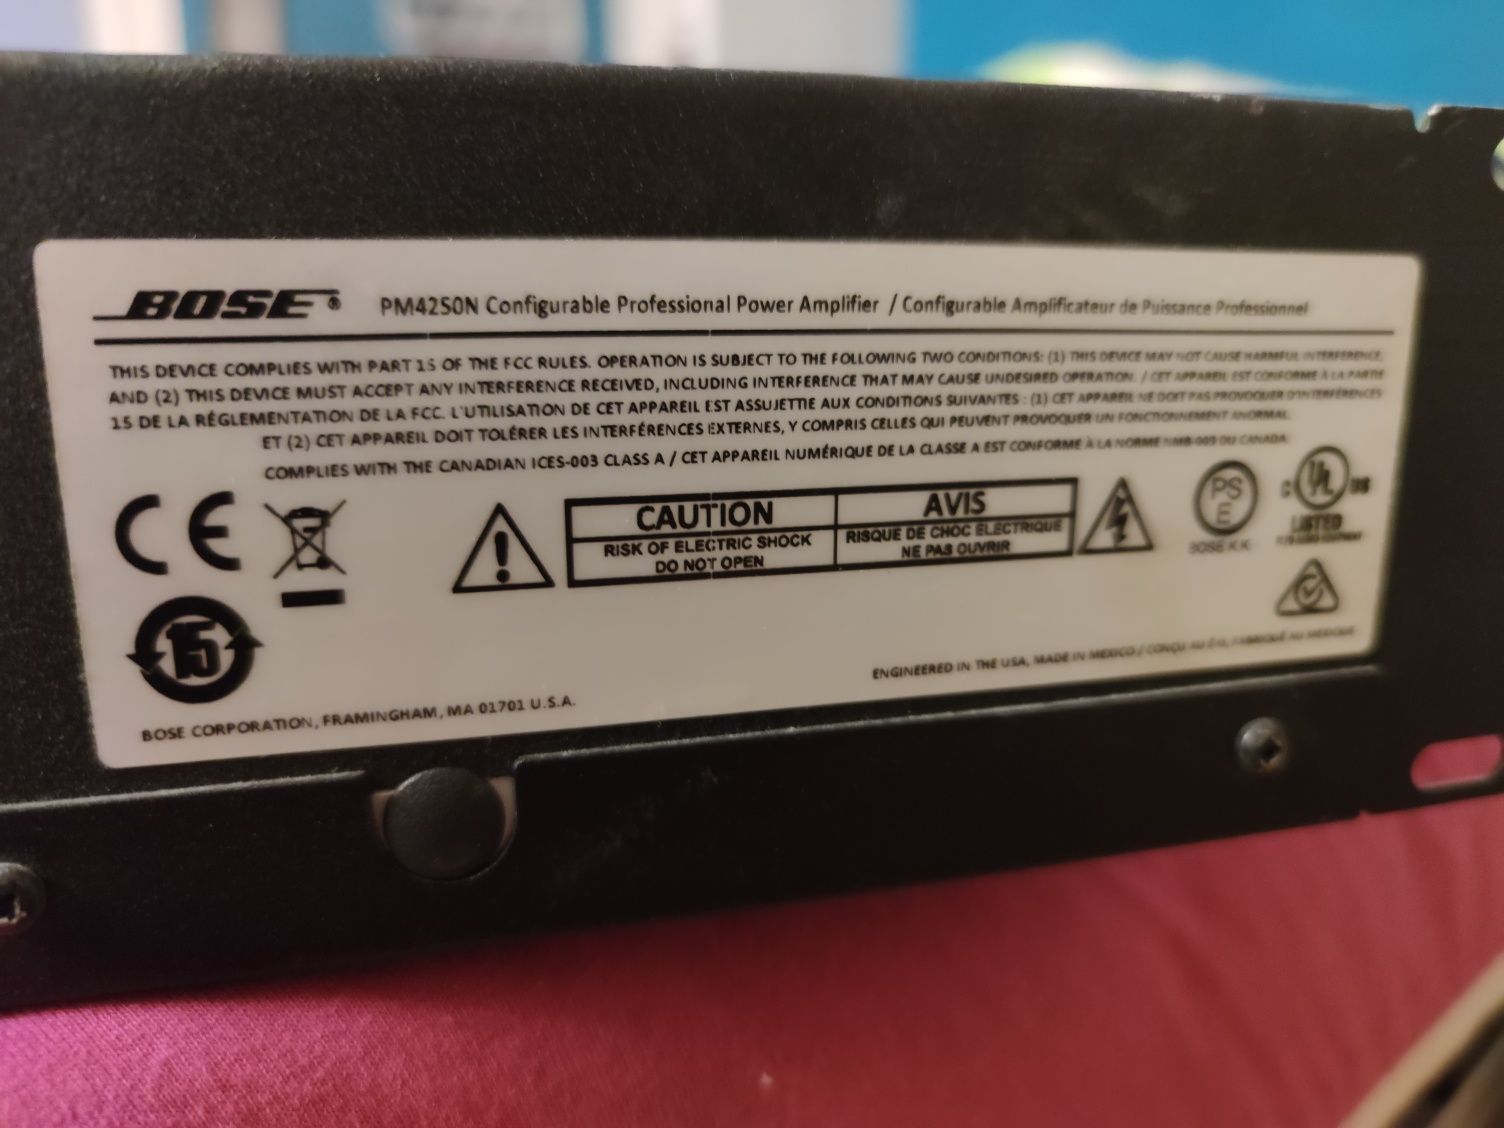 BOSE® PM4250N Configurable Professional Power Amplifier / Configurable Amplificateur de Puissance Professionnel
THIS DEVICE COMPLIES WITH PART 15 OF THE FCC RULES. OPERATION IS SUBJECT TO THE FOLLOWING TWO CONDITIONS: (1) THIS DEVICE MAY NOT CAUSE HARMFUL INTERFERENCE,
AND (2) THIS DEVICE MUST ACCEPT ANY INTERFERENCE RECEIVED, INCLUDING INTERFERENCE THAT MAY CAUSE UNDESIRED OPERATION. / CET APPAREIL EST CONFORME À LA PARTIE
15 DE LA RÉGLEMENTATION DE LA FCC. L'UTILISATION DE CET APPAREIL EST ASSUJETTIE AUX CONDITIONS SUIVANTES : (1) CET APPAREIL NE DOIT PAS PROVOQUER D'INTERFÉRENCES
ET (2) CET APPAREIL DOIT TOLÉRER LES INTERFÉRENCES EXTERNES, Y COMPRIS CELLES QUI PEUVENT PROVOQUER UN FONCTIONNEMENT ANORMAL.
COMPLIES WITH THE CANADIAN ICES-003 CLASS A / CET APPAREIL NUMÉRIQUE DE LA CLASSE A EST CONFORME À LA NORME NMB-003 DU CANADA.
CE
CAUTION
RISK OF ELECTRIC SHOCK
DO NOT OPEN
AVIS
RISQUE DE CHOC ELECTRIQUE
NE PAS OUVRIR
PS
E
BOSE K.K.
C UL US
LISTED
15
ENGINEERED IN THE USA, MADE IN MEXICO / CONÇU AU É-U, FABRIQUÉ AU MEXIQUE
BOSE CORPORATION, FRAMINGHAM, MA 01701 U.S.A.